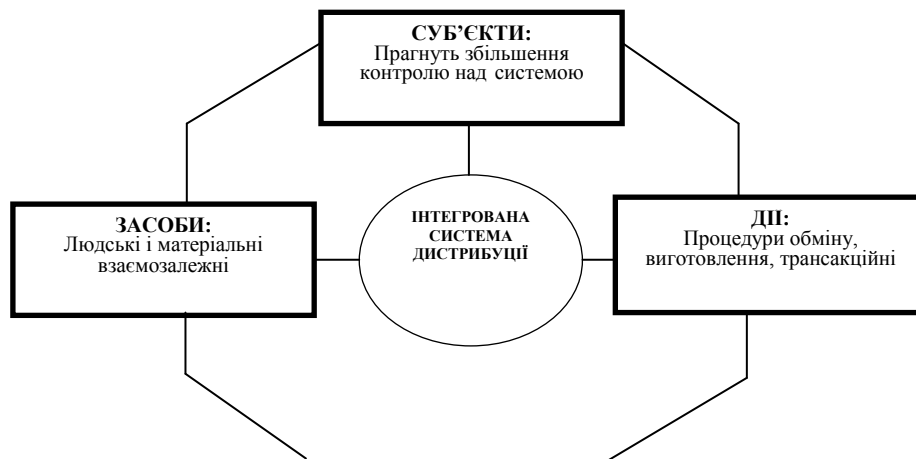 СУБ’ЄКТИ:
Прагнуть збільшення
контролю над системою
ЗАСОБИ:
Людські і матеріальні
взаємозалежні
ІНТЕГРОВАНА
СИСТЕМА
ДИСТРИБУЦІЇ
ДІЇ:
Процедури обміну,
виготовлення, трансакційні